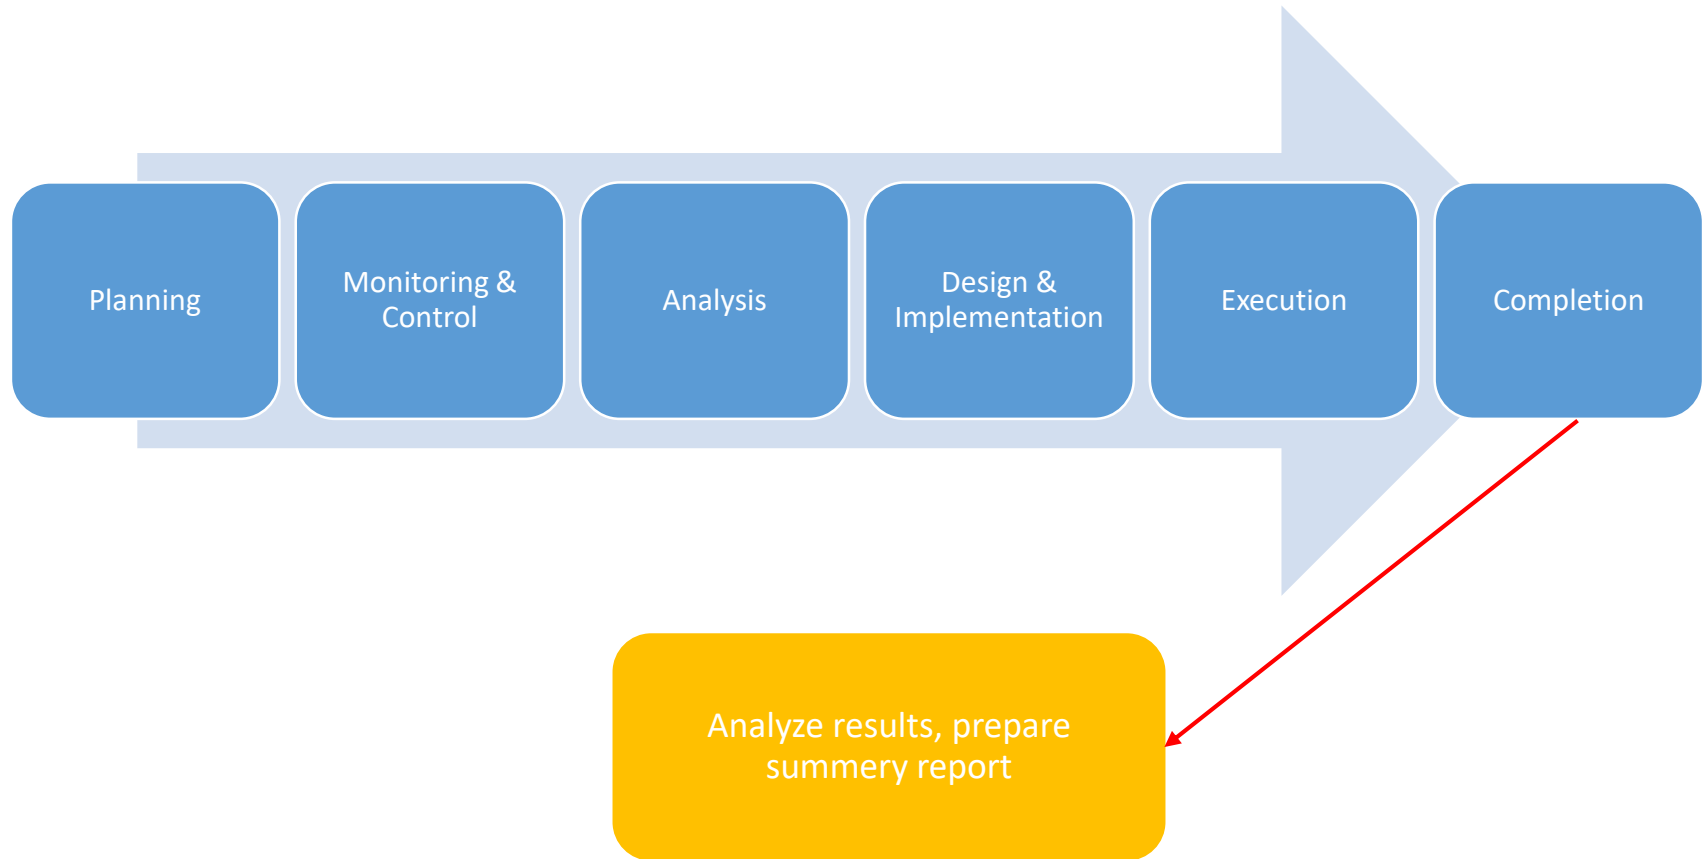 Planning
Monitoring &
Control
Analysis
Design &
Implementation
Execution
Completion
Analyze results, prepare
summery report